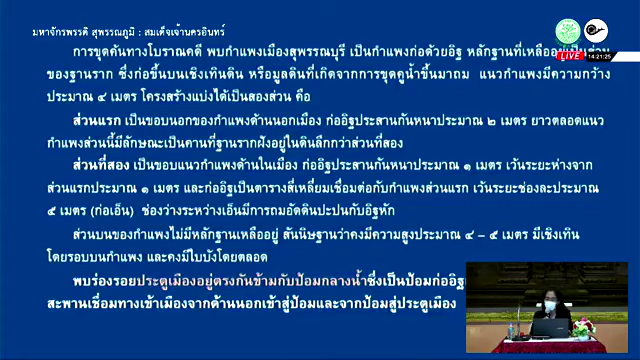 มหาจักรพรรดิ สุพรรณภูมิ : สมเด็จเจ้านครอินทร์
LIVE 14:21:25
การขุดค้นทางโบราณคดี พบกำแพงเมืองสุพรรณบุรี เป็นกำแพงก่อด้วยอิฐ หลักฐานที่เหลืออยู่เป็นส่วน
ของฐานราก ซึ่งก่อขึ้นบนเชิงเทินดิน หรือมูลดินที่เกิดจากการขุดคูน้ำขึ้นมาถม แนวกำแพงมีความกว้าง
ประมาณ ๔ เมตร โครงสร้างแบ่งได้เป็นสองส่วน คือ
ส่วนแรก เป็นขอบนอกของกำแพงด้านนอกเมือง ก่ออิฐประสานกันหนาประมาณ ๒ เมตร ยาวตลอดแนว
กำแพงส่วนนี้มีลักษณะเป็นคานที่ฐานรากฝังอยู่ในดินลึกกว่าส่วนที่สอง
ส่วนที่สอง เป็นขอบแนวกำแพงด้านในเมือง ก่ออิฐประสานกันหนาประมาณ ๑ เมตร เว้นระยะห่างจาก
ส่วนแรกประมาณ ๑ เมตร และก่ออิฐเป็นตารางสี่เหลี่ยมเชื่อมต่อกับกำแพงส่วนแรก เว้นระยะช่องละประมาณ
๕ เมตร (ก่อเอ็น) ช่องว่างระหว่างเอ็นมีการถมอัดดินปะปนกับอิฐหัก
ส่วนบนของกำแพงไม่มีหลักฐานเหลืออยู่ สันนิษฐานว่าคงมีความสูงประมาณ ๔ – ๕ เมตร มีเชิงเทิน
โดยรอบบนกำแพง และคงมีใบบังโดยตลอด
พบร่องรอยประตูเมืองอยู่ตรงกันข้ามกับป้อมกลางน้ำซึ่งเป็นป้อมก่ออิฐ
สะพานเชื่อมทางเข้าเมืองจากด้านนอกเข้าสู่ป้อมและจากป้อมสู่ประตูเมือง